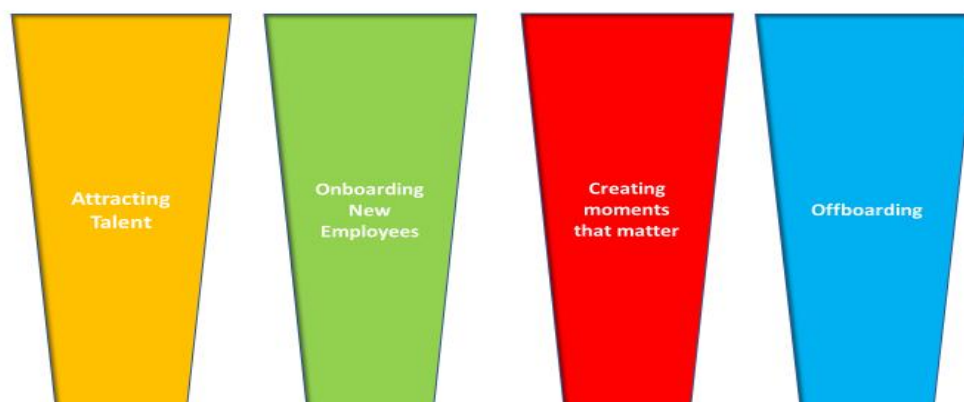 Attracting
Talent
Onboarding
New
Employees
Creating
moments
that matter
Offboarding